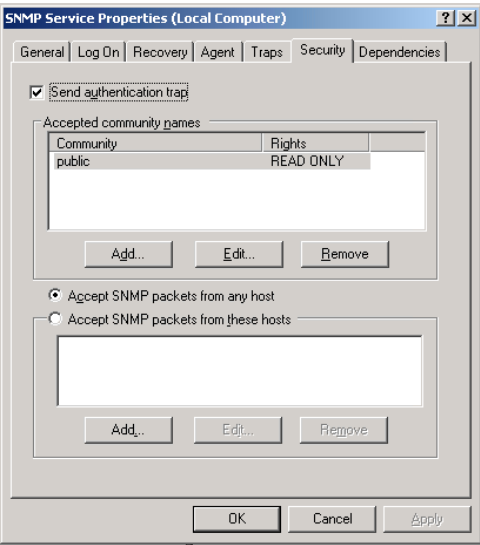 SNMP Service Properties (Local Computer)
General Log On Recovery Agent Traps Security Dependencies
Send authentication trap
Accepted community names
Community Rights
public READ ONLY
Add... Edit... Remove
Accept SNMP packets from any host
Accept SNMP packets from these hosts
Add... Edit... Remove
OK Cancel Apply